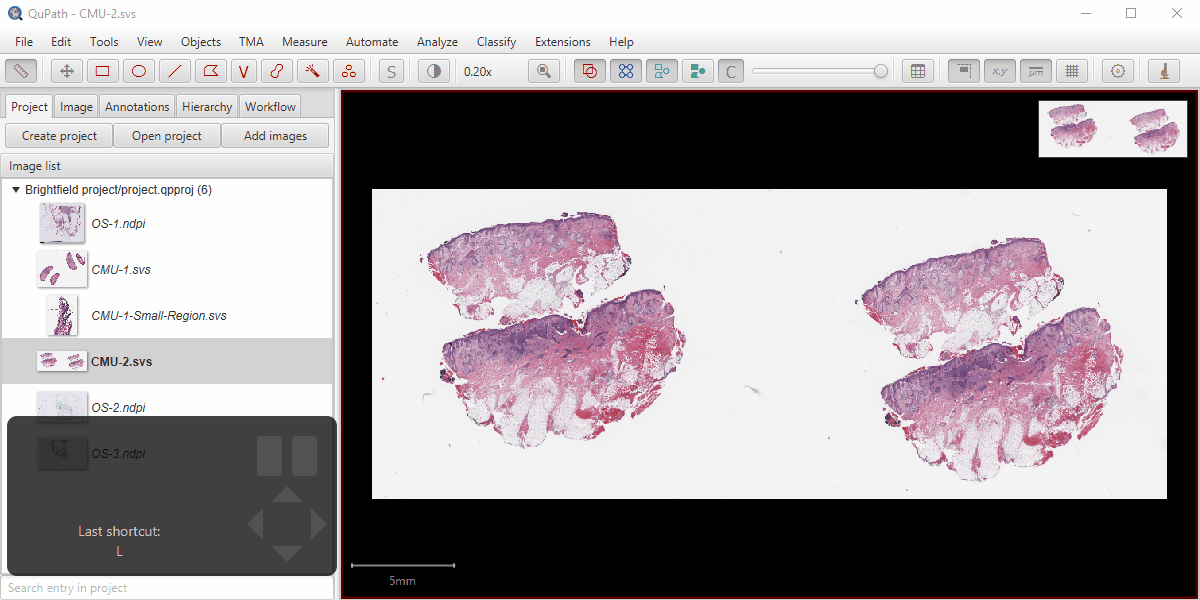 QuPath - CMU-2.svs
File Edit Tools View Objects TMA Measure Automate Analyze Classify Extensions Help
V S 0.20x C x,y μm
Project Image Annotations Hierarchy Workflow
Create project Open project Add images
Image list
Brightfield project/project.qpproj (6)
OS-1.ndpi
CMU-1.svs
CMU-1-Small-Region.svs
CMU-2.svs
OS-2.ndpi
OS-3.ndpi
Last shortcut:
L
5mm
Search entry in project